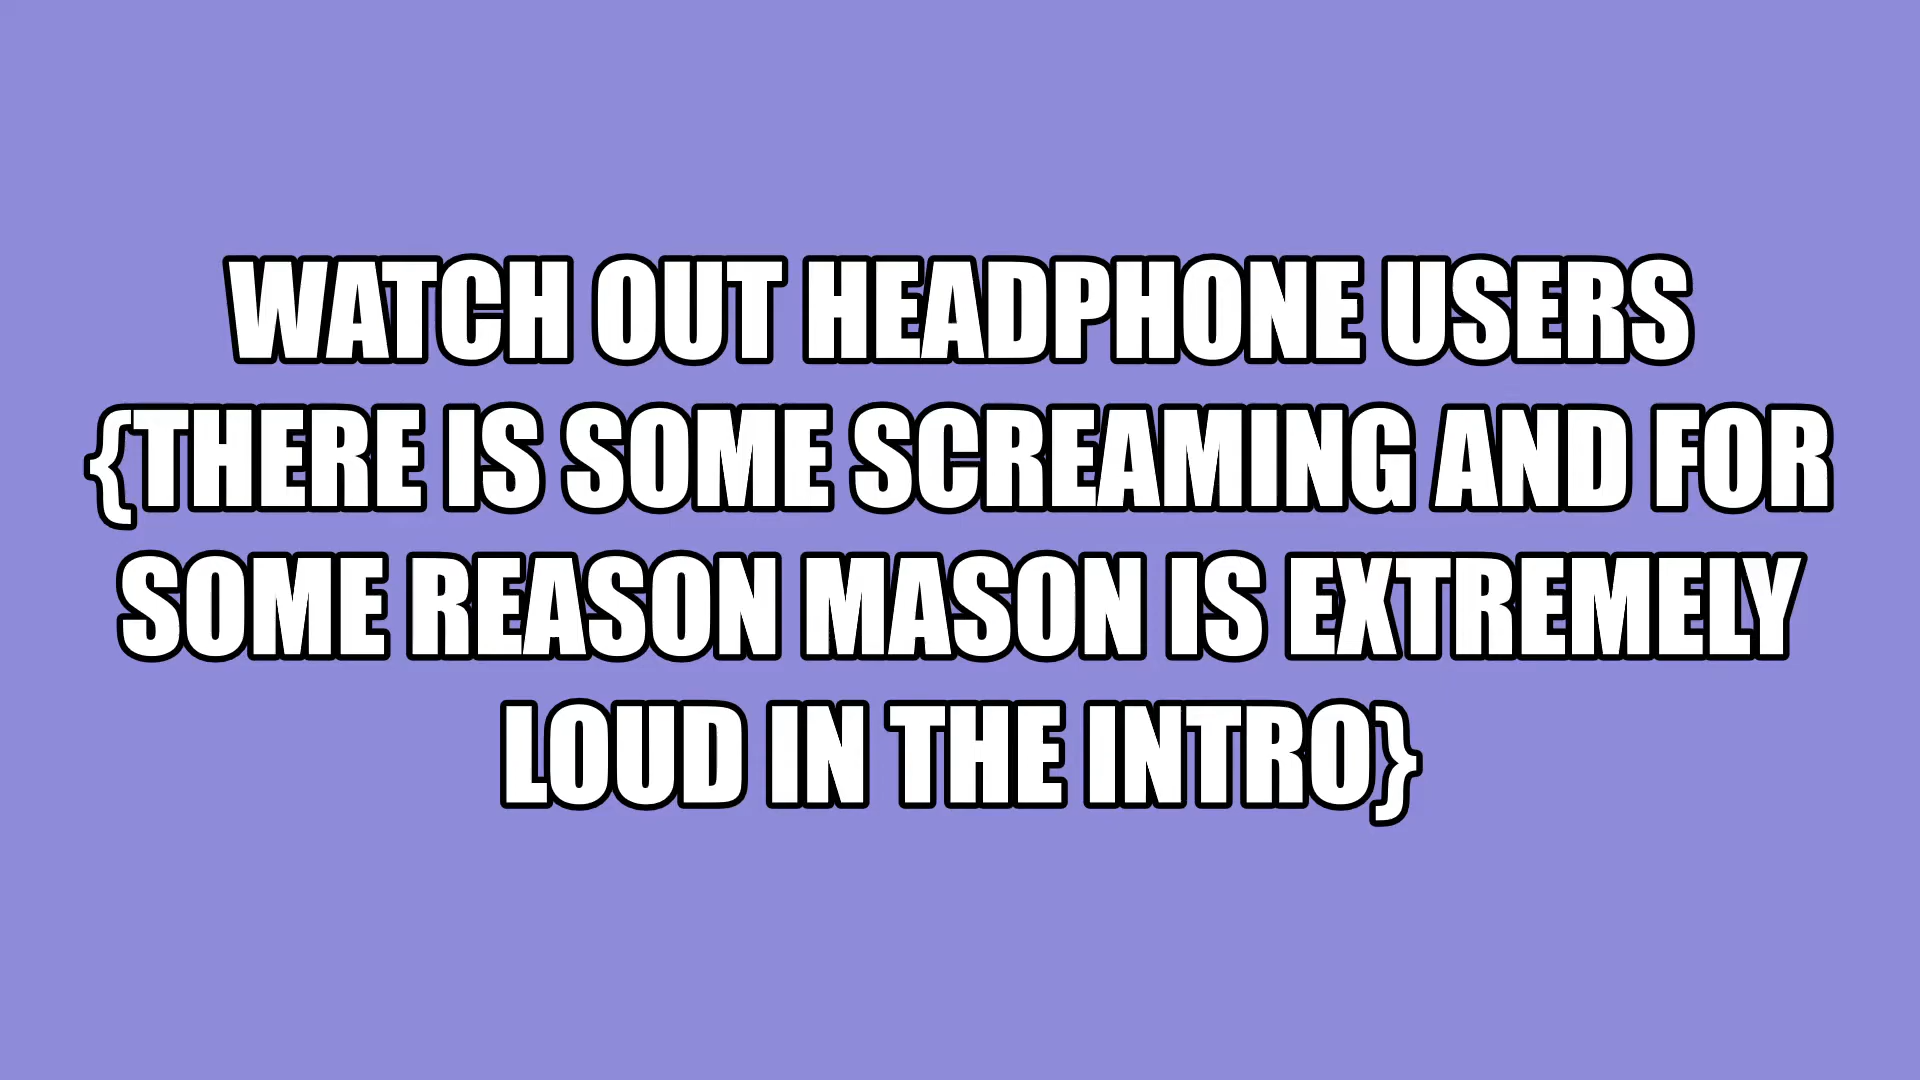 WATCH OUT HEADPHONE USERS
{THERE IS SOME SCREAMING AND FOR
SOME REASON MASON IS EXTREMELY
LOUD IN THE INTRO}